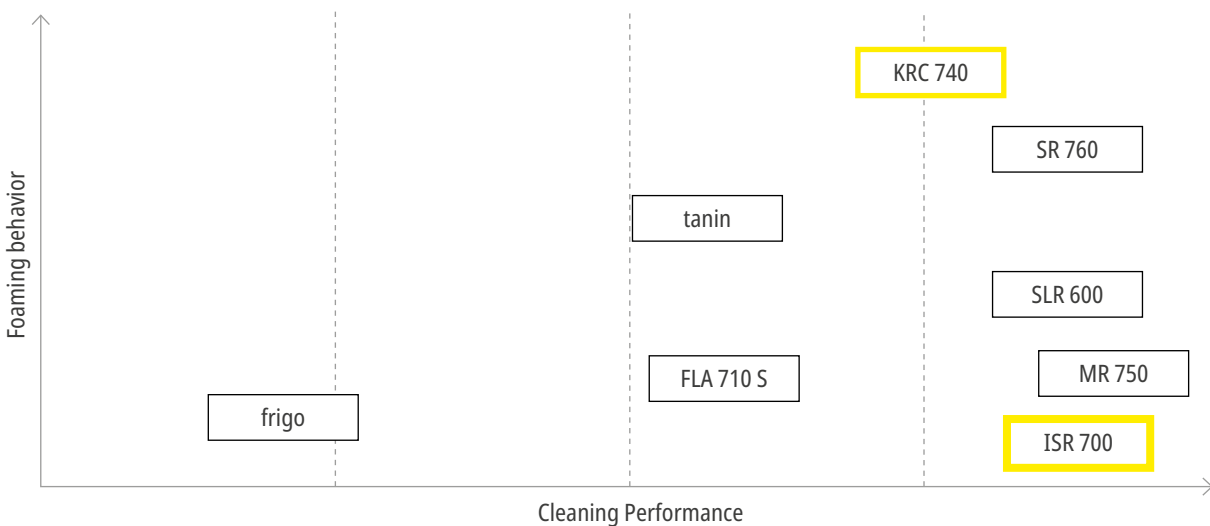 KRC 740
SR 760
tanin
SLR 600
MR 750
FLA 710 S
frigo
ISR 700
Foaming behavior
Cleaning Performance